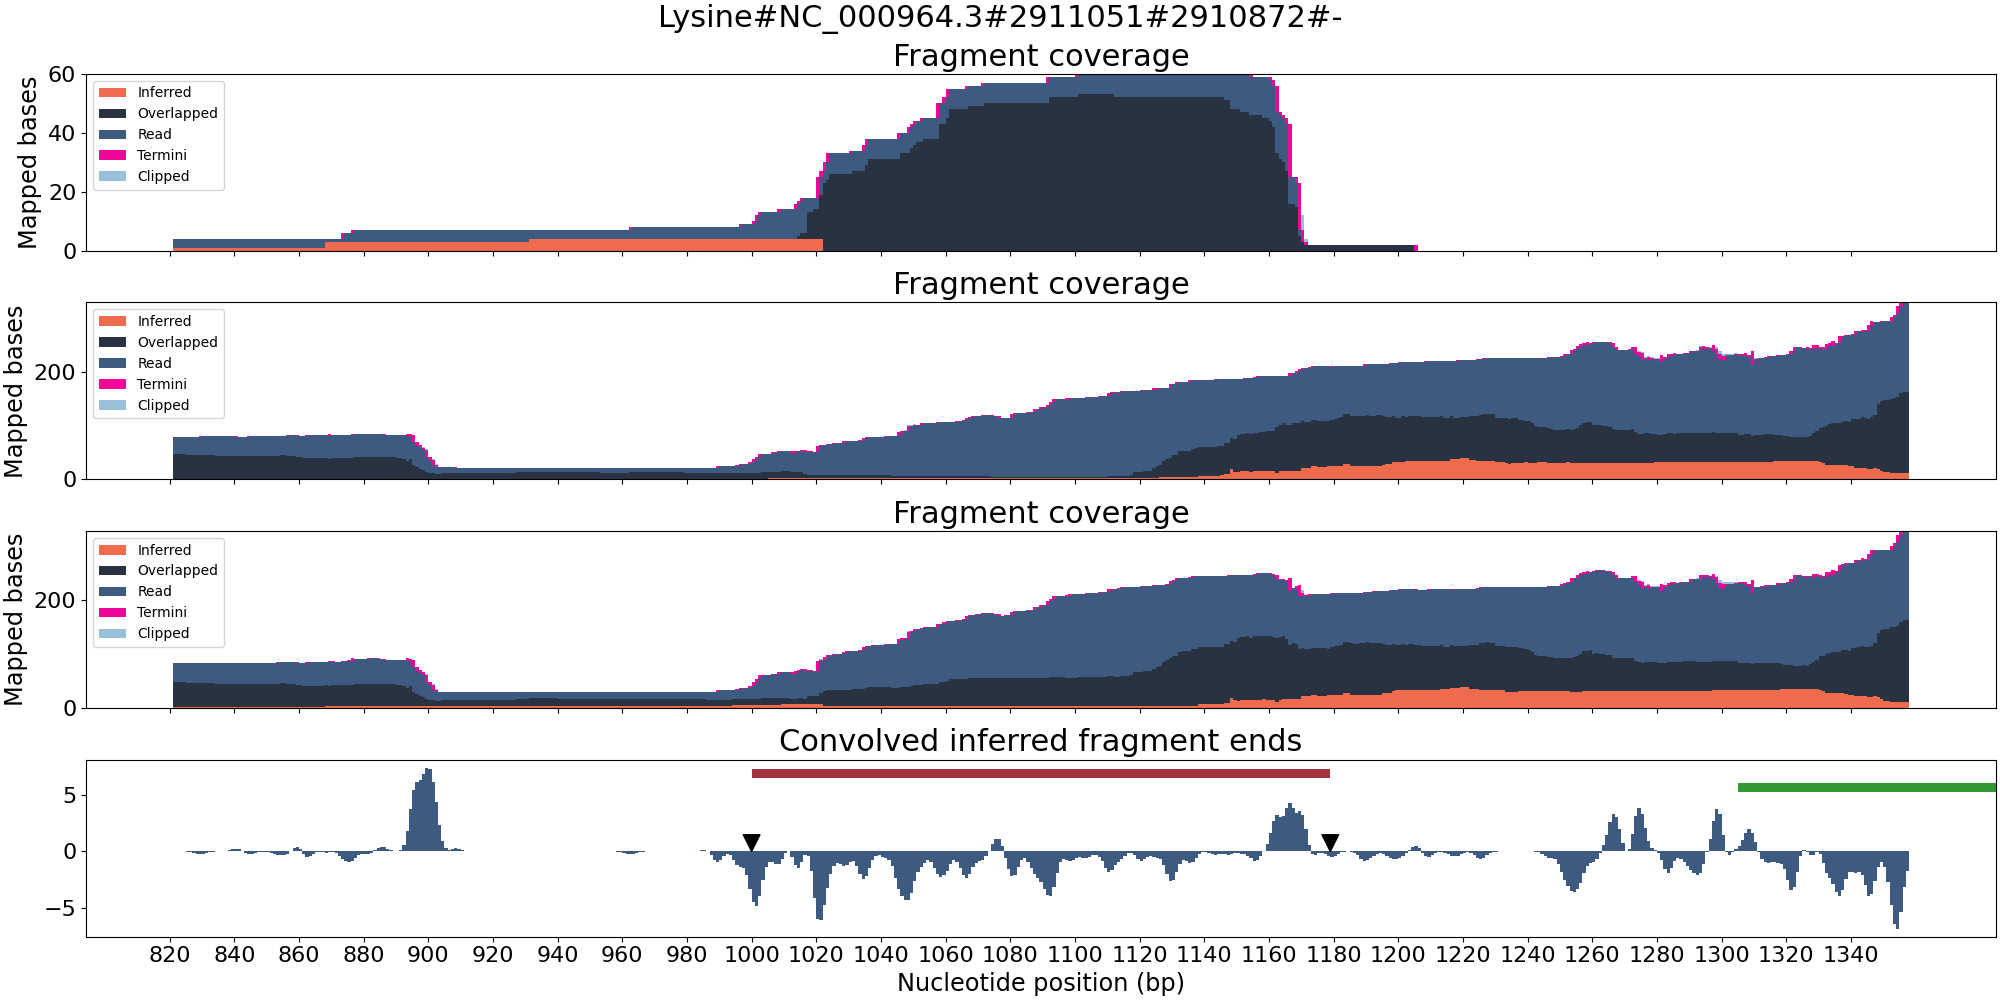 Lysine#NC_000964.3#2911051#2910872#-
Fragment coverage
Mapped bases
60
40
20
0
Inferred
Overlapped
Read
Termini
Clipped
Fragment coverage
Mapped bases
200
0
Inferred
Overlapped
Read
Termini
Clipped
Fragment coverage
Mapped bases
200
0
Inferred
Overlapped
Read
Termini
Clipped
Convolved inferred fragment ends
5
0
−5
820 840 860 880 900 920 940 960 980 1000 1020 1040 1060 1080 1100 1120 1140 1160 1180 1200 1220 1240 1260 1280 1300 1320 1340
Nucleotide position (bp)